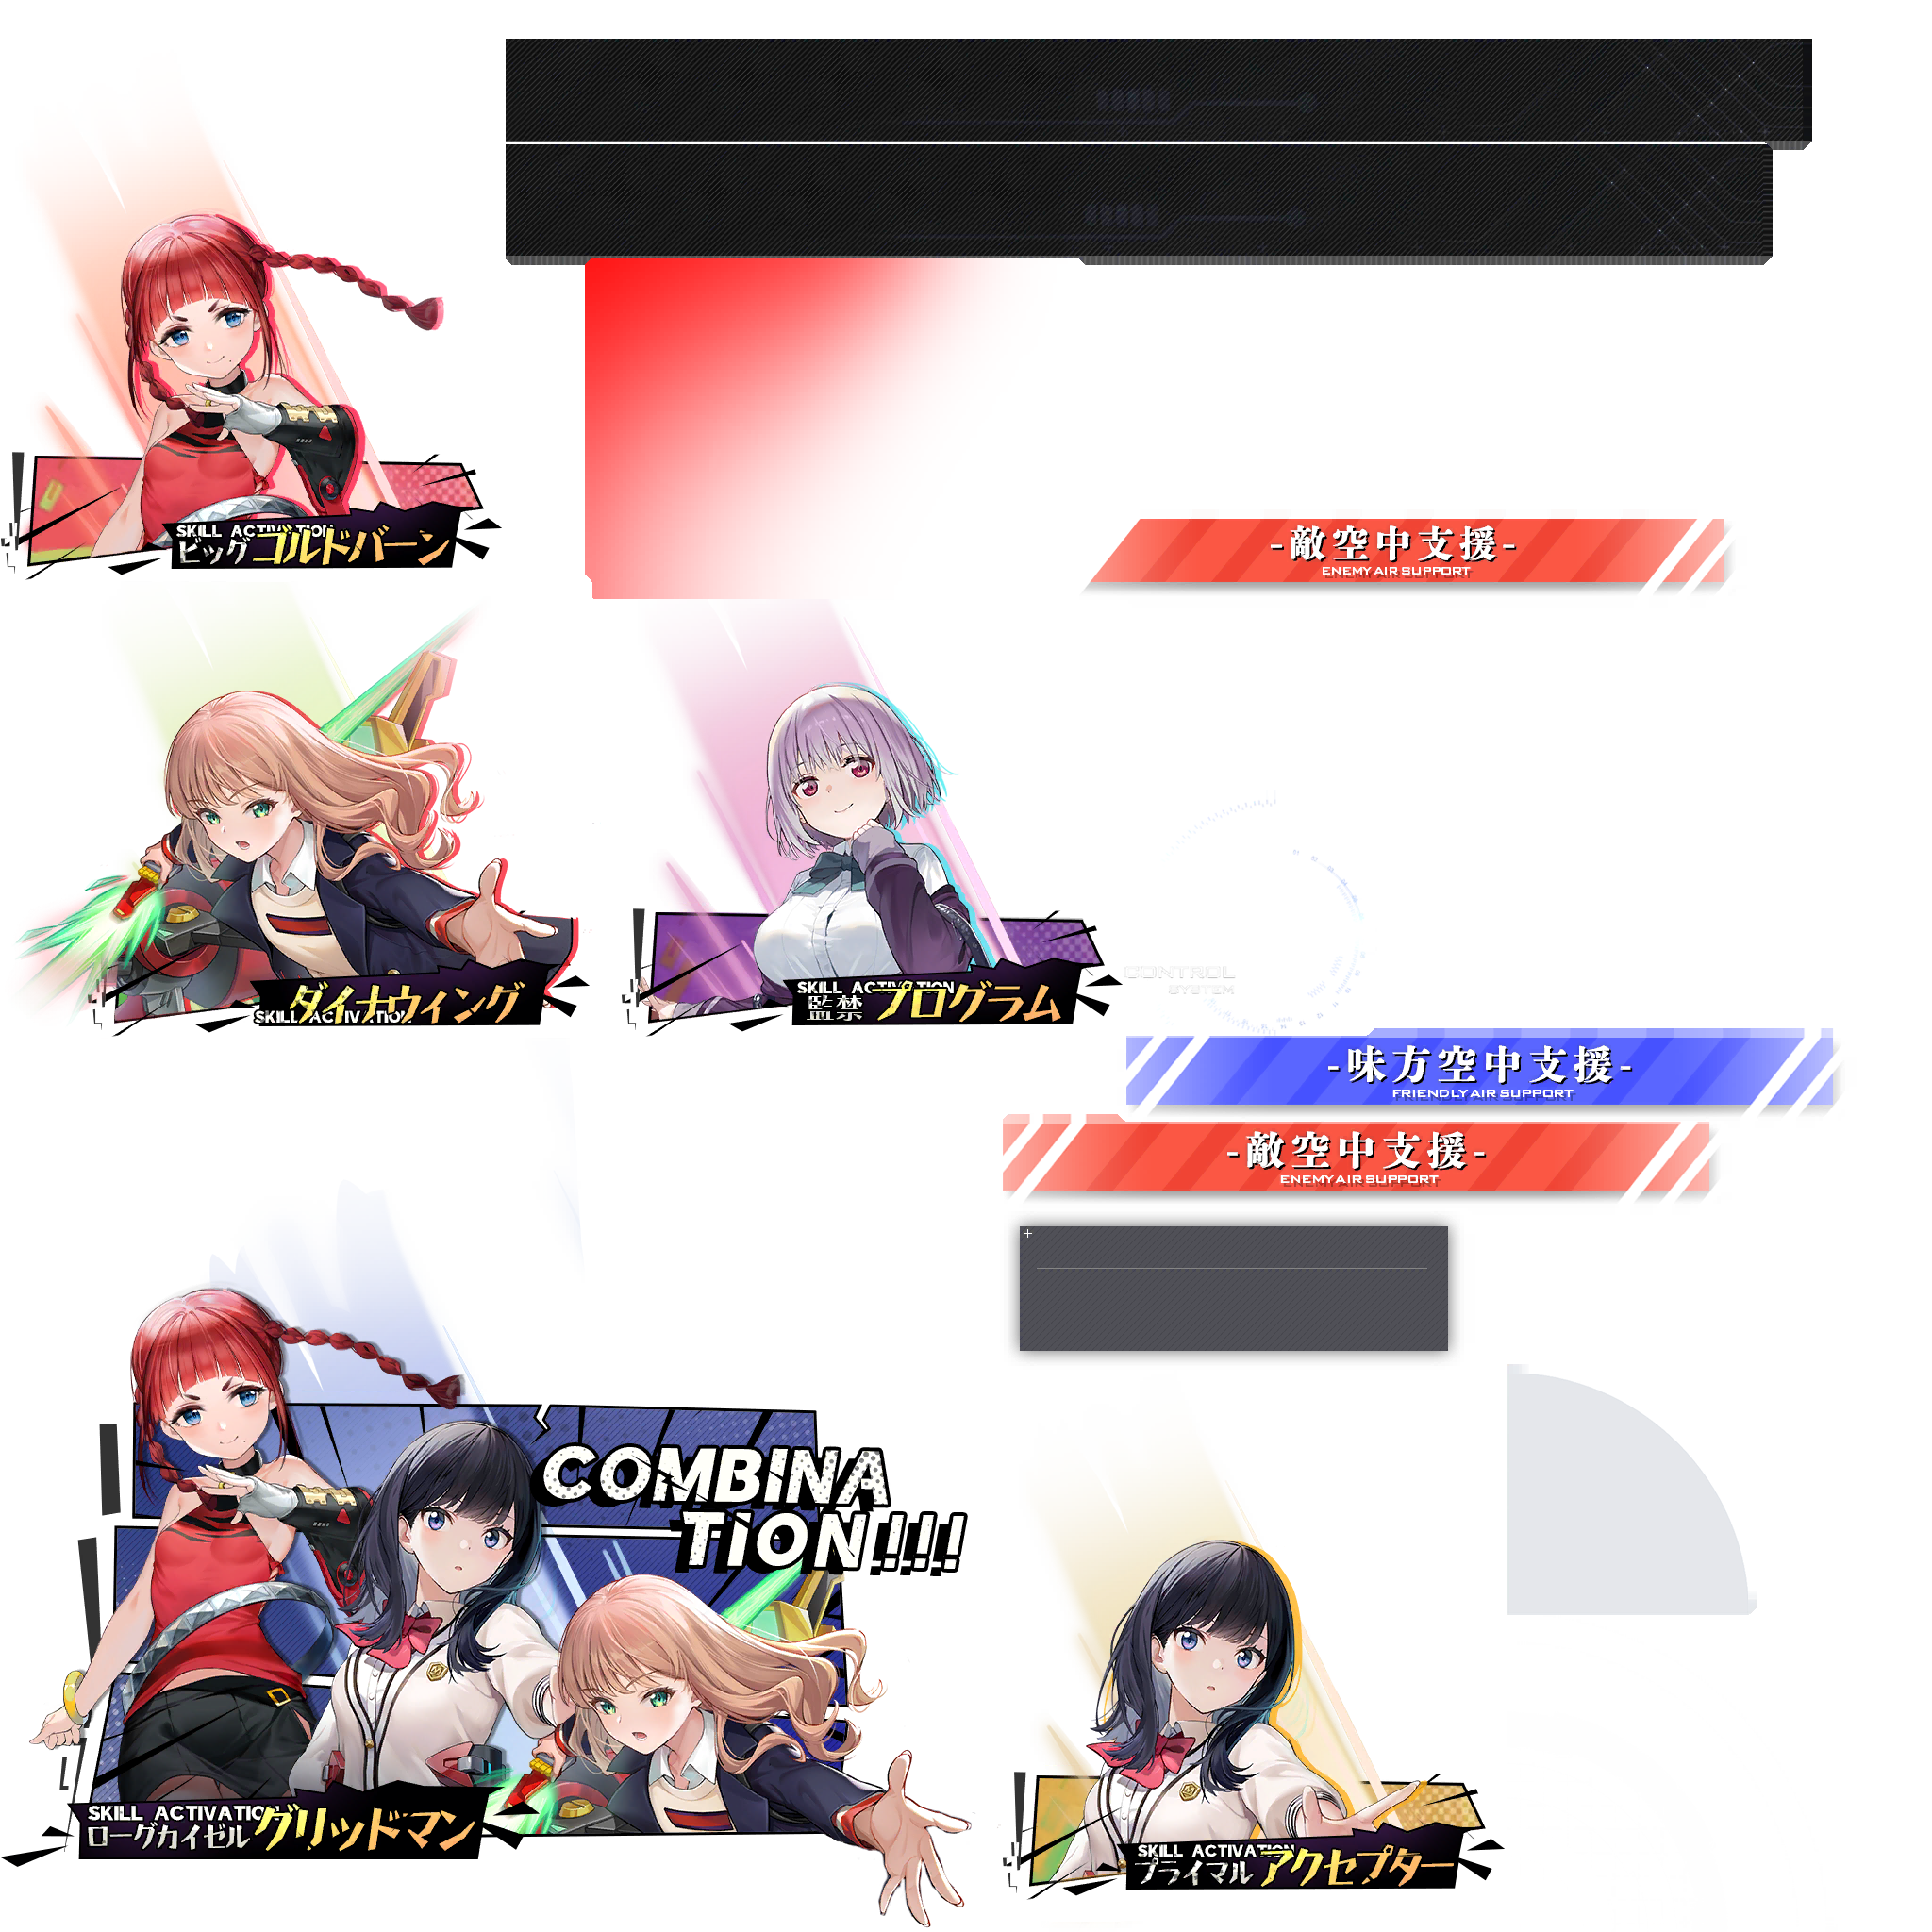 SKILL ACTIVATION
ビッグゴルドバーン
-敵空中支援-
ENEMY AIR SUPPORT
ダイナウィング
SKILL ACTIVATION
SKILL ACTIVATION
監禁プログラム
CONTROL
SYSTEM
-味方空中支援-
FRIENDLY AIR SUPPORT
-敵空中支援-
ENEMY AIR SUPPORT
COMBINA
TION!!!!
SKILL ACTIVATION
ローグカイゼルグリッドマン
SKILL ACTIVATION
プライマルアクセプター